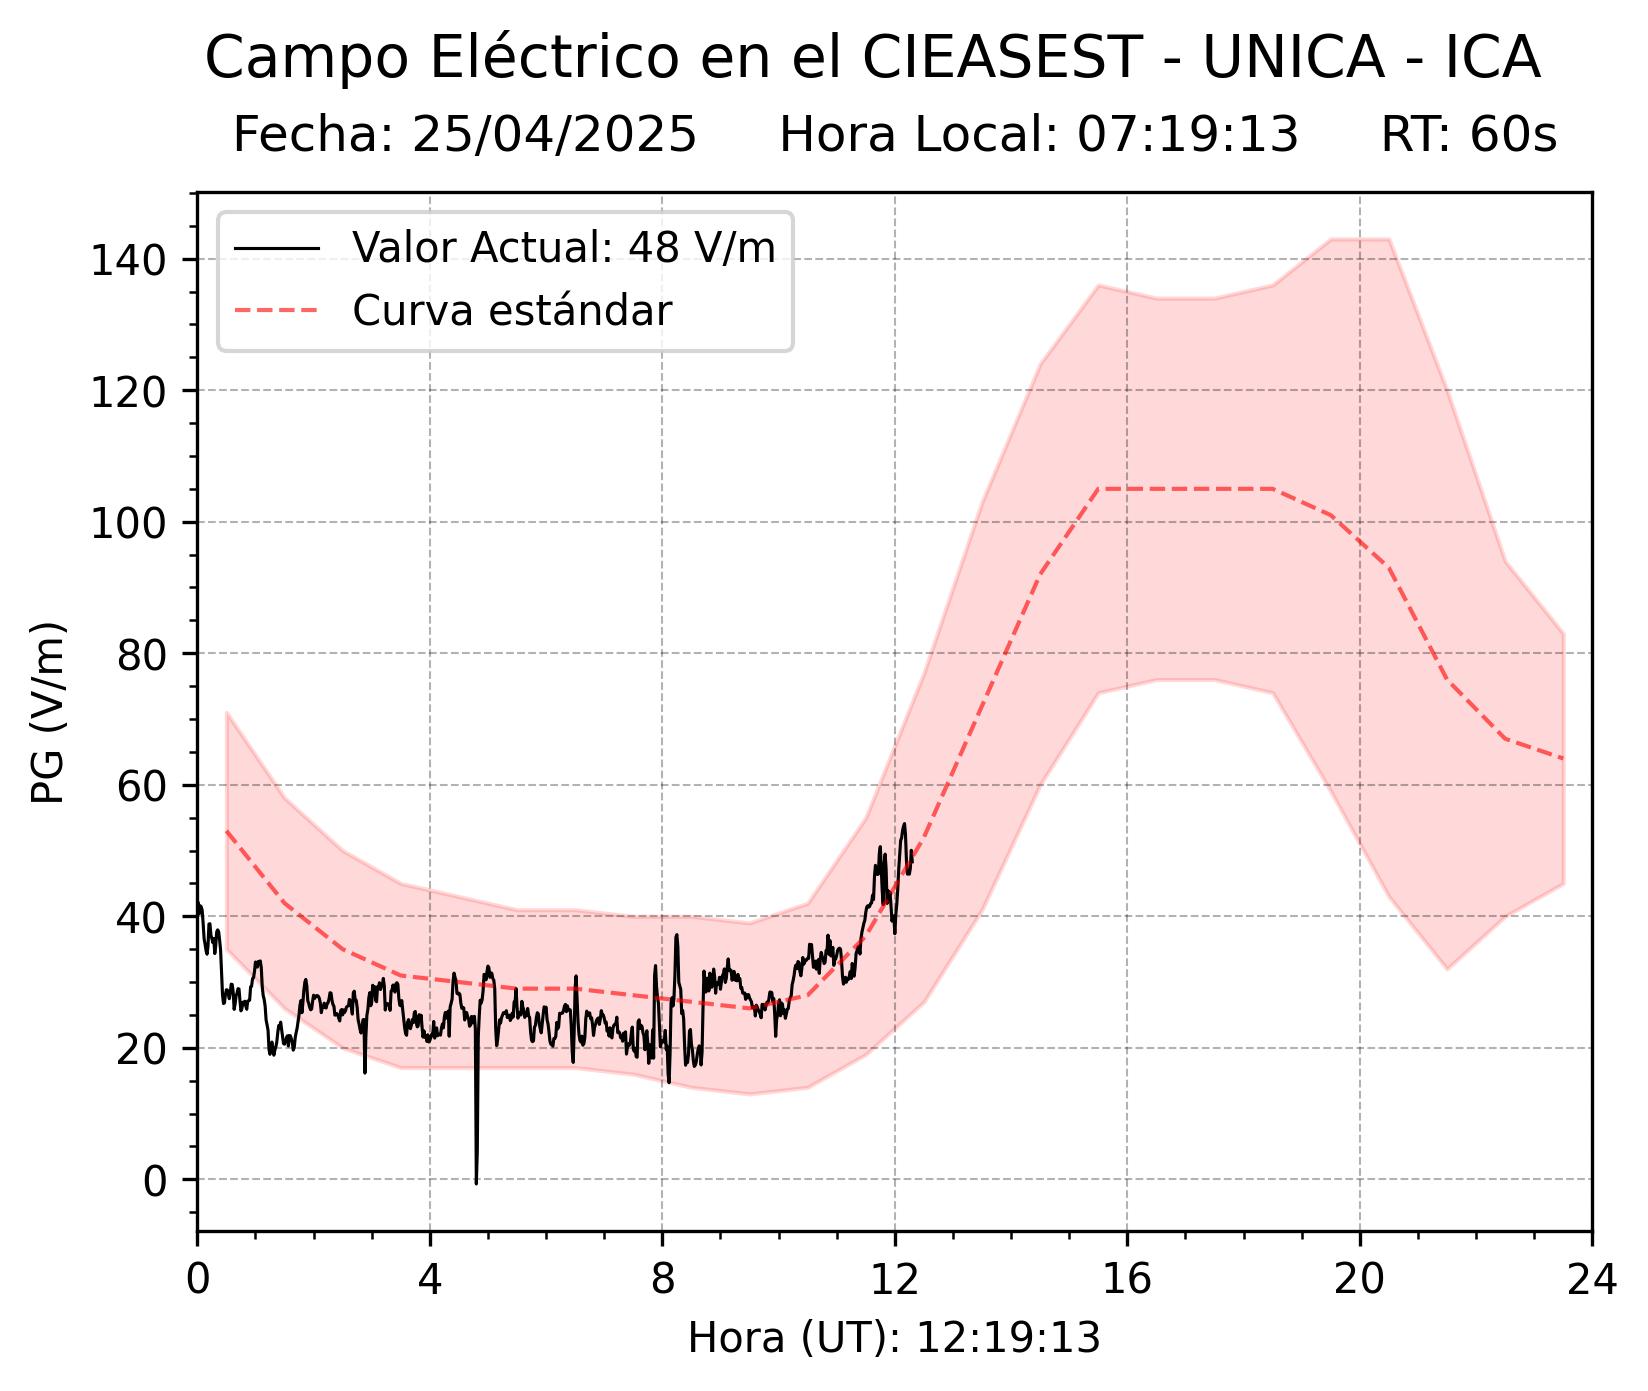 Campo Eléctrico en el CIEASEST - UNICA - ICA
Fecha: 25/04/2025 Hora Local: 07:19:13 RT: 60s
Valor Actual: 48 V/m
Curva estándar
140
120
100
80
60
40
20
0
PG (V/m)
0 4 8 12 16 20 24
Hora (UT): 12:19:13